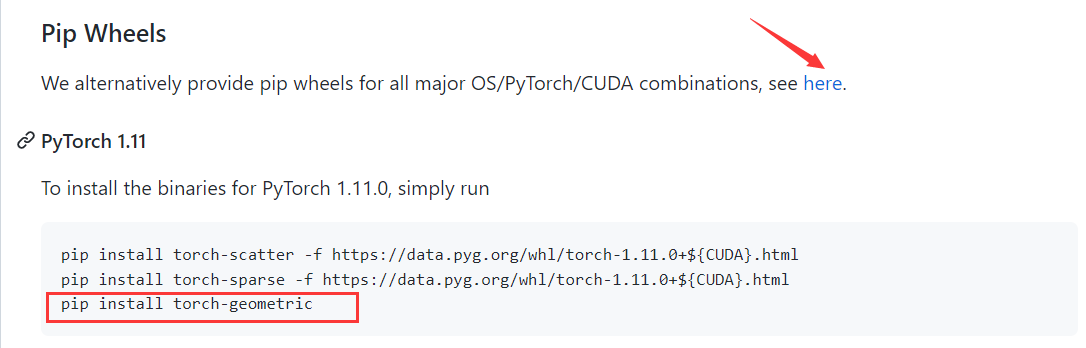 Pip Wheels
We alternatively provide pip wheels for all major OS/PyTorch/CUDA combinations, see here.
PyTorch 1.11
To install the binaries for PyTorch 1.11.0, simply run
pip install torch-scatter -f https://data.pyg.org/whl/torch-1.11.0+${CUDA}.html
pip install torch-sparse -f https://data.pyg.org/whl/torch-1.11.0+${CUDA}.html
pip install torch-geometric